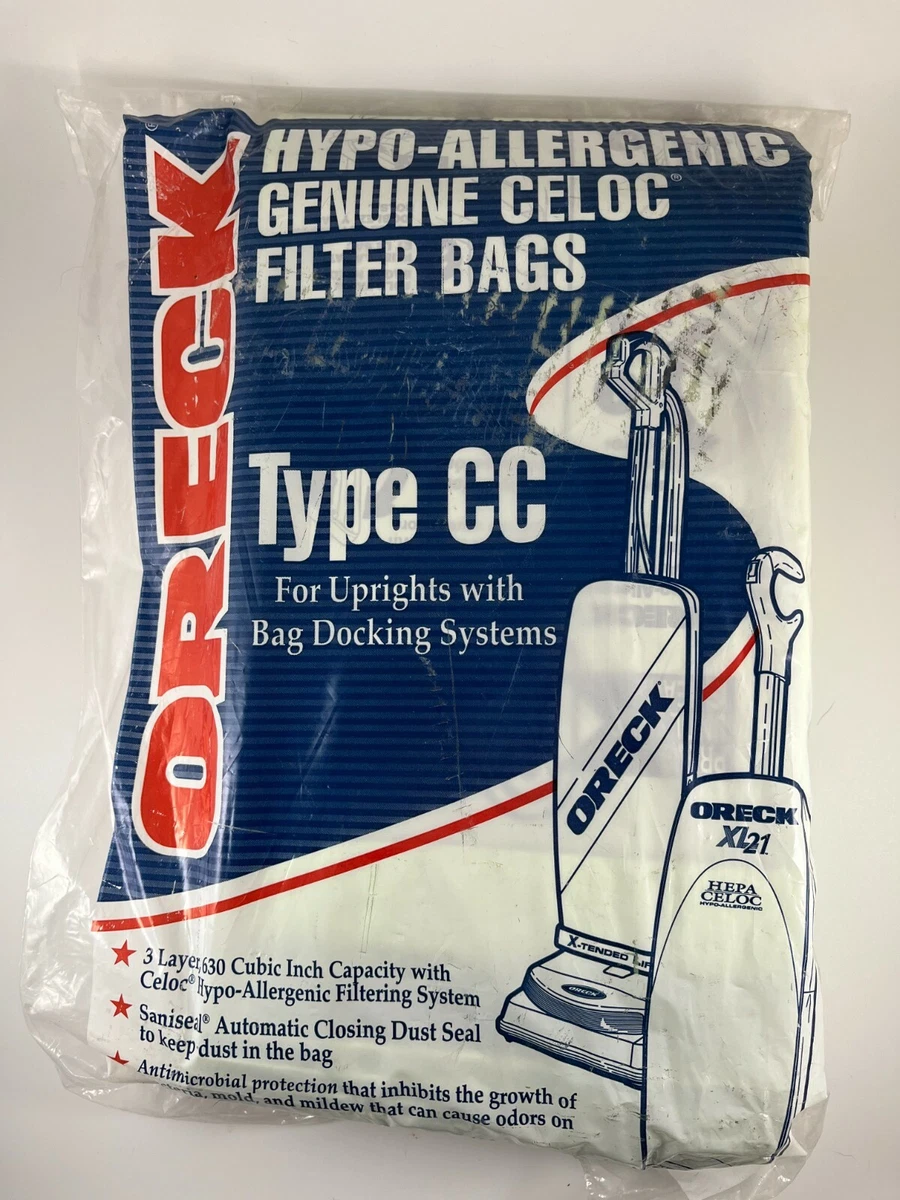 ORECK®
HYPO-ALLERGENIC
GENUINE CELOC®
FILTER BAGS
Type CC
For Uprights with
Bag Docking Systems
ORECK®
X-TENDED LIF
ORECK
ORECK
XL21
HEPA
CELOC
HYPO-ALLERGENIC
★ 3 Layer, 630 Cubic Inch Capacity with
Celoc® Hypo-Allergenic Filtering System
★ Saniseal® Automatic Closing Dust Seal
to keep dust in the bag
★ Antimicrobial protection that inhibits the growth of
mold, and mildew that can cause odors on